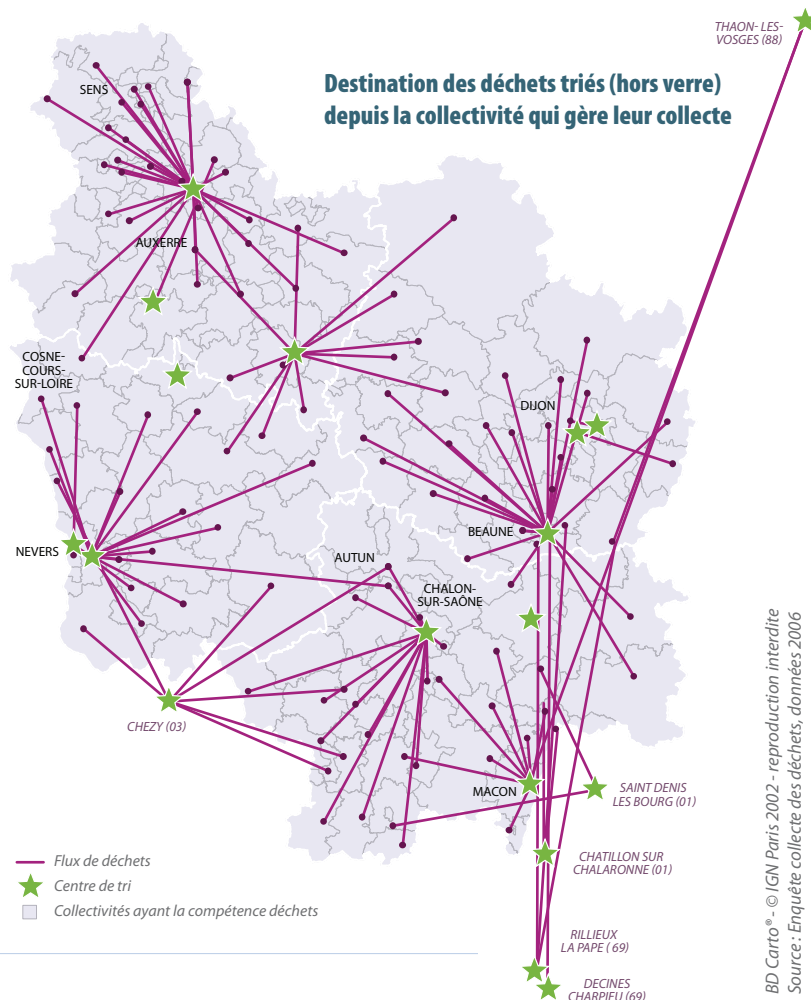 THAON- LES-
VOSGES (88)
Destination des déchets triés (hors verre)
depuis la collectivité qui gère leur collecte
SENS
AUXERRE
COSNE-
COURS-
SUR-LOIRE
DIJON
BEAUNE
NEVERS
AUTUN
CHALON-
SUR-SAÔNE
CHEZY (03)
MACON
SAINT DENIS
LES BOURG (01)
CHATILLON SUR
CHALARONNE (01)
RILLIEUX
LA PAPE ( 69)
DECINES
CHARPIEU (69)
Flux de déchets
Centre de tri
Collectivités ayant la compétence déchets
BD Carto® - © IGN Paris 2002 - reproduction interdite
Source : Enquête collecte des déchets, données 2006